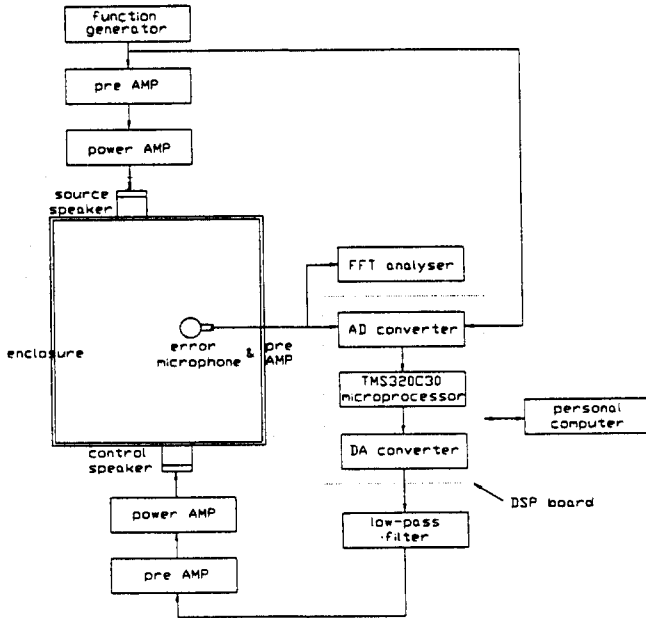 function
generator
pre AMP
power AMP
source
speaker
FFT analyser
AD converter
enclosure
error
microphone & pre
AMP
TMS320C30
microprocessor
personal
computer
control
speaker
DA converter
DSP board
power AMP
low-pass
filter
pre AMP